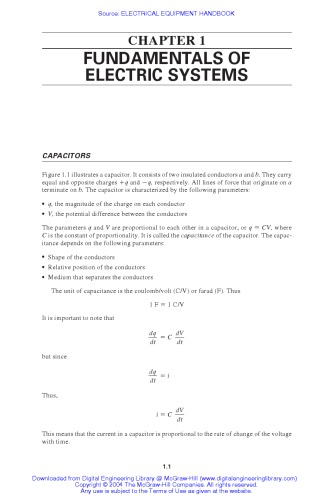 Source: ELECTRICAL EQUIPMENT HANDBOOK
CHAPTER 1
FUNDAMENTALS OF
ELECTRIC SYSTEMS
CAPACITORS
Figure 1.1 illustrates a capacitor. It consists of two insulated conductors a and b. They carry
equal and opposite charges +q and −q, respectively. All lines of force that originate on a
terminate on b. The capacitor is characterized by the following parameters:
• q, the magnitude of the charge on each conductor
• V, the potential difference between the conductors
The parameters q and V are proportional to each other in a capacitor, or q = CV, where
C is the constant of proportionality. It is called the capacitance of the capacitor. The capac-
itance depends on the following parameters:
• Shape of the conductors
• Relative position of the conductors
• Medium that separates the conductors
The unit of capacitance is the coulomb/volt (C/V) or farad (F). Thus
1 F = 1 C/V
It is important to note that
dq/dt = C dV/dt
but since
dq/dt = i
Thus,
i = C dV/dt
This means that the current in a capacitor is proportional to the rate of change of the voltage
with time.
1.1
Downloaded from Digital Engineering Library @ McGraw-Hill (www.digitalengineeringlibrary.com)
Copyright © 2004 The McGraw-Hill Companies. All rights reserved.
Any use is subject to the Terms of Use as given at the website.